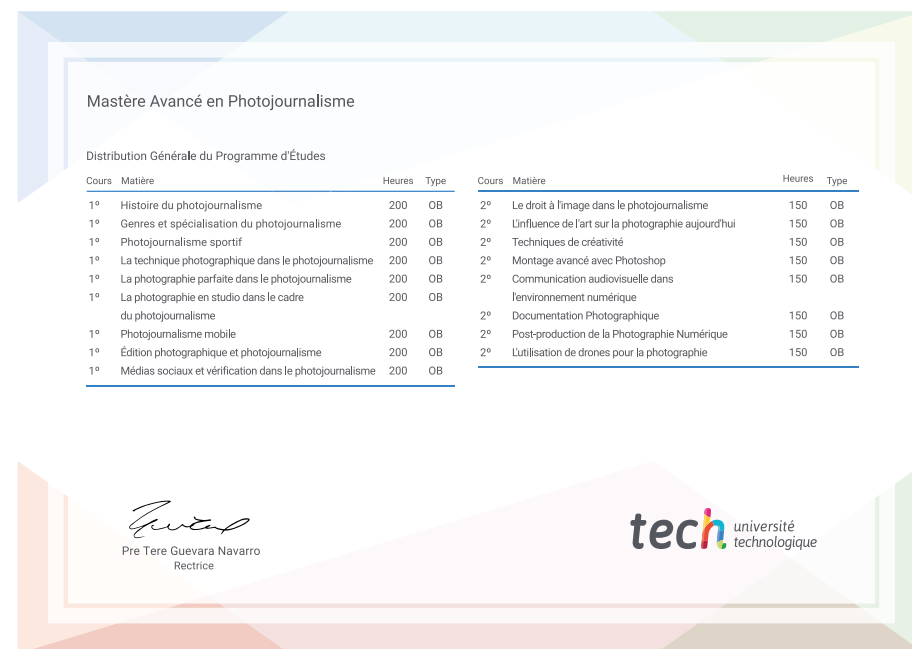 Mastère Avancé en Photojournalisme
Distribution Générale du Programme d'Études
Cours Matière Heures Type
1º Histoire du photojournalisme 200 OB
1º Genres et spécialisation du photojournalisme 200 OB
1º Photojournalisme sportif 200 OB
1º La technique photographique dans le photojournalisme 200 OB
1º La photographie parfaite dans le photojournalisme 200 OB
1º La photographie en studio dans le cadre 200 OB
du photojournalisme
1º Photojournalisme mobile 200 OB
1º Édition photographique et photojournalisme 200 OB
1º Médias sociaux et vérification dans le photojournalisme 200 OB
Cours Matière Heures Type
2º Le droit à l'image dans le photojournalisme 150 OB
2º L'influence de l'art sur la photographie aujourd'hui 150 OB
2º Techniques de créativité 150 OB
2º Montage avancé avec Photoshop 150 OB
2º Communication audiovisuelle dans 150 OB
l'environnement numérique
2º Documentation Photographique 150 OB
2º Post-production de la Photographie Numérique 150 OB
2º L'utilisation de drones pour la photographie 150 OB
Pre Tere Guevara Navarro
Rectrice
tech université
technologique